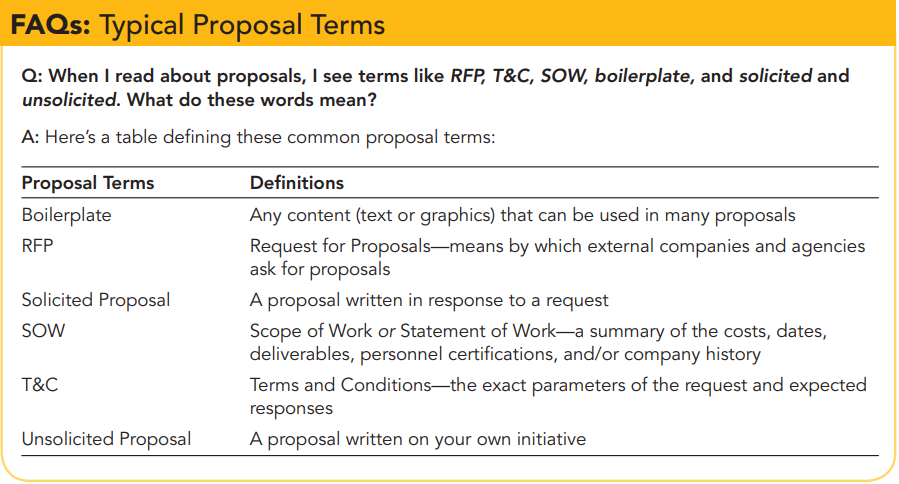 FAQs: Typical Proposal Terms
Q: When I read about proposals, I see terms like RFP, T&C, SOW, boilerplate, and solicited and
unsolicited. What do these words mean?
A: Here’s a table defining these common proposal terms:
Proposal Terms Definitions
Boilerplate Any content (text or graphics) that can be used in many proposals
RFP Request for Proposals—means by which external companies and agencies
ask for proposals
Solicited Proposal A proposal written in response to a request
SOW Scope of Work or Statement of Work—a summary of the costs, dates,
deliverables, personnel certifications, and/or company history
T&C Terms and Conditions—the exact parameters of the request and expected
responses
Unsolicited Proposal A proposal written on your own initiative